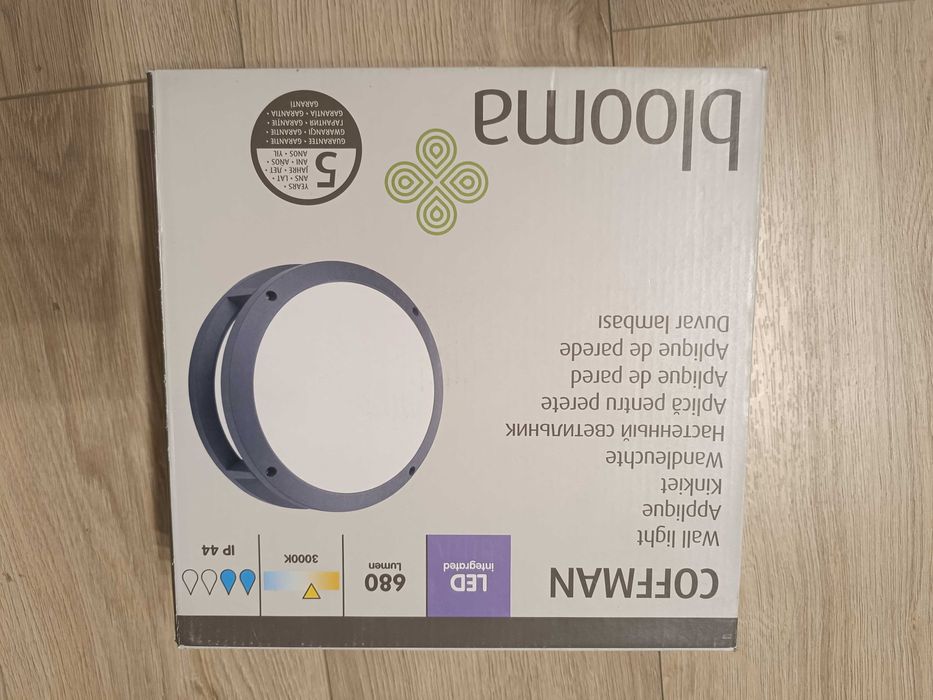 COFFMAN
Wall light
Applique
Kinkiet
Wandleuchte
Настенный светильник
Aplică pentru perete
Aplique de pared
Aplique de parede
Duvar lambası
LED
integrated
680
Lumen
3000K
IP 44
blooma
5
YEARS •
ANS • LAT •
JAHRE • ЛЕТ •
ANI • AÑOS •
ANOS • YIL
GUARANTEE • GARANTIE •
GWARANCJI • GARANTIE •
ГАРАНТИЯ • GARANȚIE •
GARANTÍA • GARANTIA •
GARANTİ